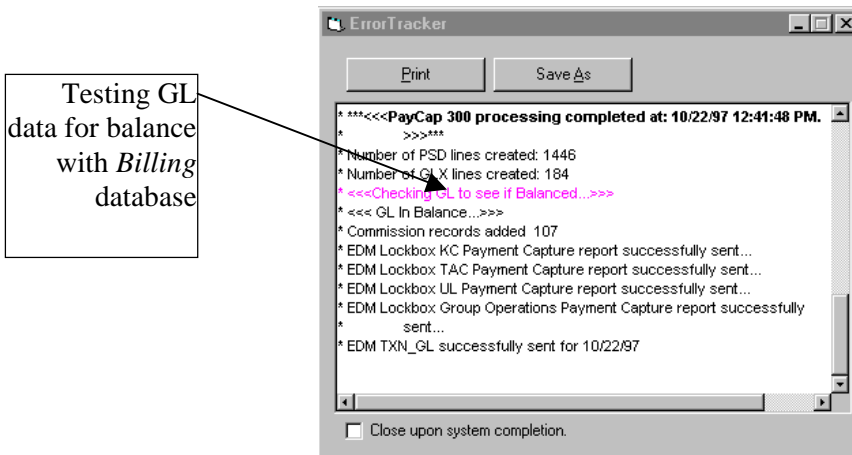 ErrorTracker
Print
Save As
Testing GL
data for balance
with Billing
database
* ***<<<PayCap 300 processing completed at: 10/22/97 12:41:48 PM.
* >>>***
* Number of PSD lines created: 1446
* Number of GLX lines created: 184
* <<<Checking GL to see if Balanced...>>>
* <<< GL In Balance...>>>
* Commission records added 107
* EDM Lockbox KC Payment Capture report successfully sent...
* EDM Lockbox TAC Payment Capture report successfully sent...
* EDM Lockbox UL Payment Capture report successfully sent...
* EDM Lockbox Group Operations Payment Capture report successfully
* sent...
* EDM TXN_GL successfully sent for 10/22/97
Close upon system completion.